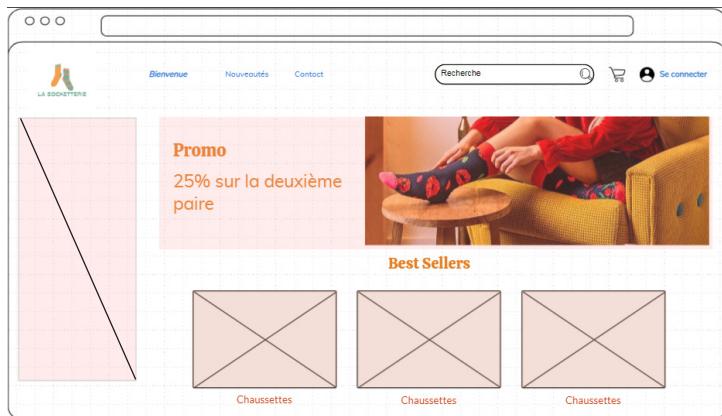 LA SOCKETTERIE
Bienvenue
Nouveautés
Contact
Recherche
Se connecter
Promo
25% sur la deuxième
paire
Best Sellers
Chaussettes
Chaussettes
Chaussettes